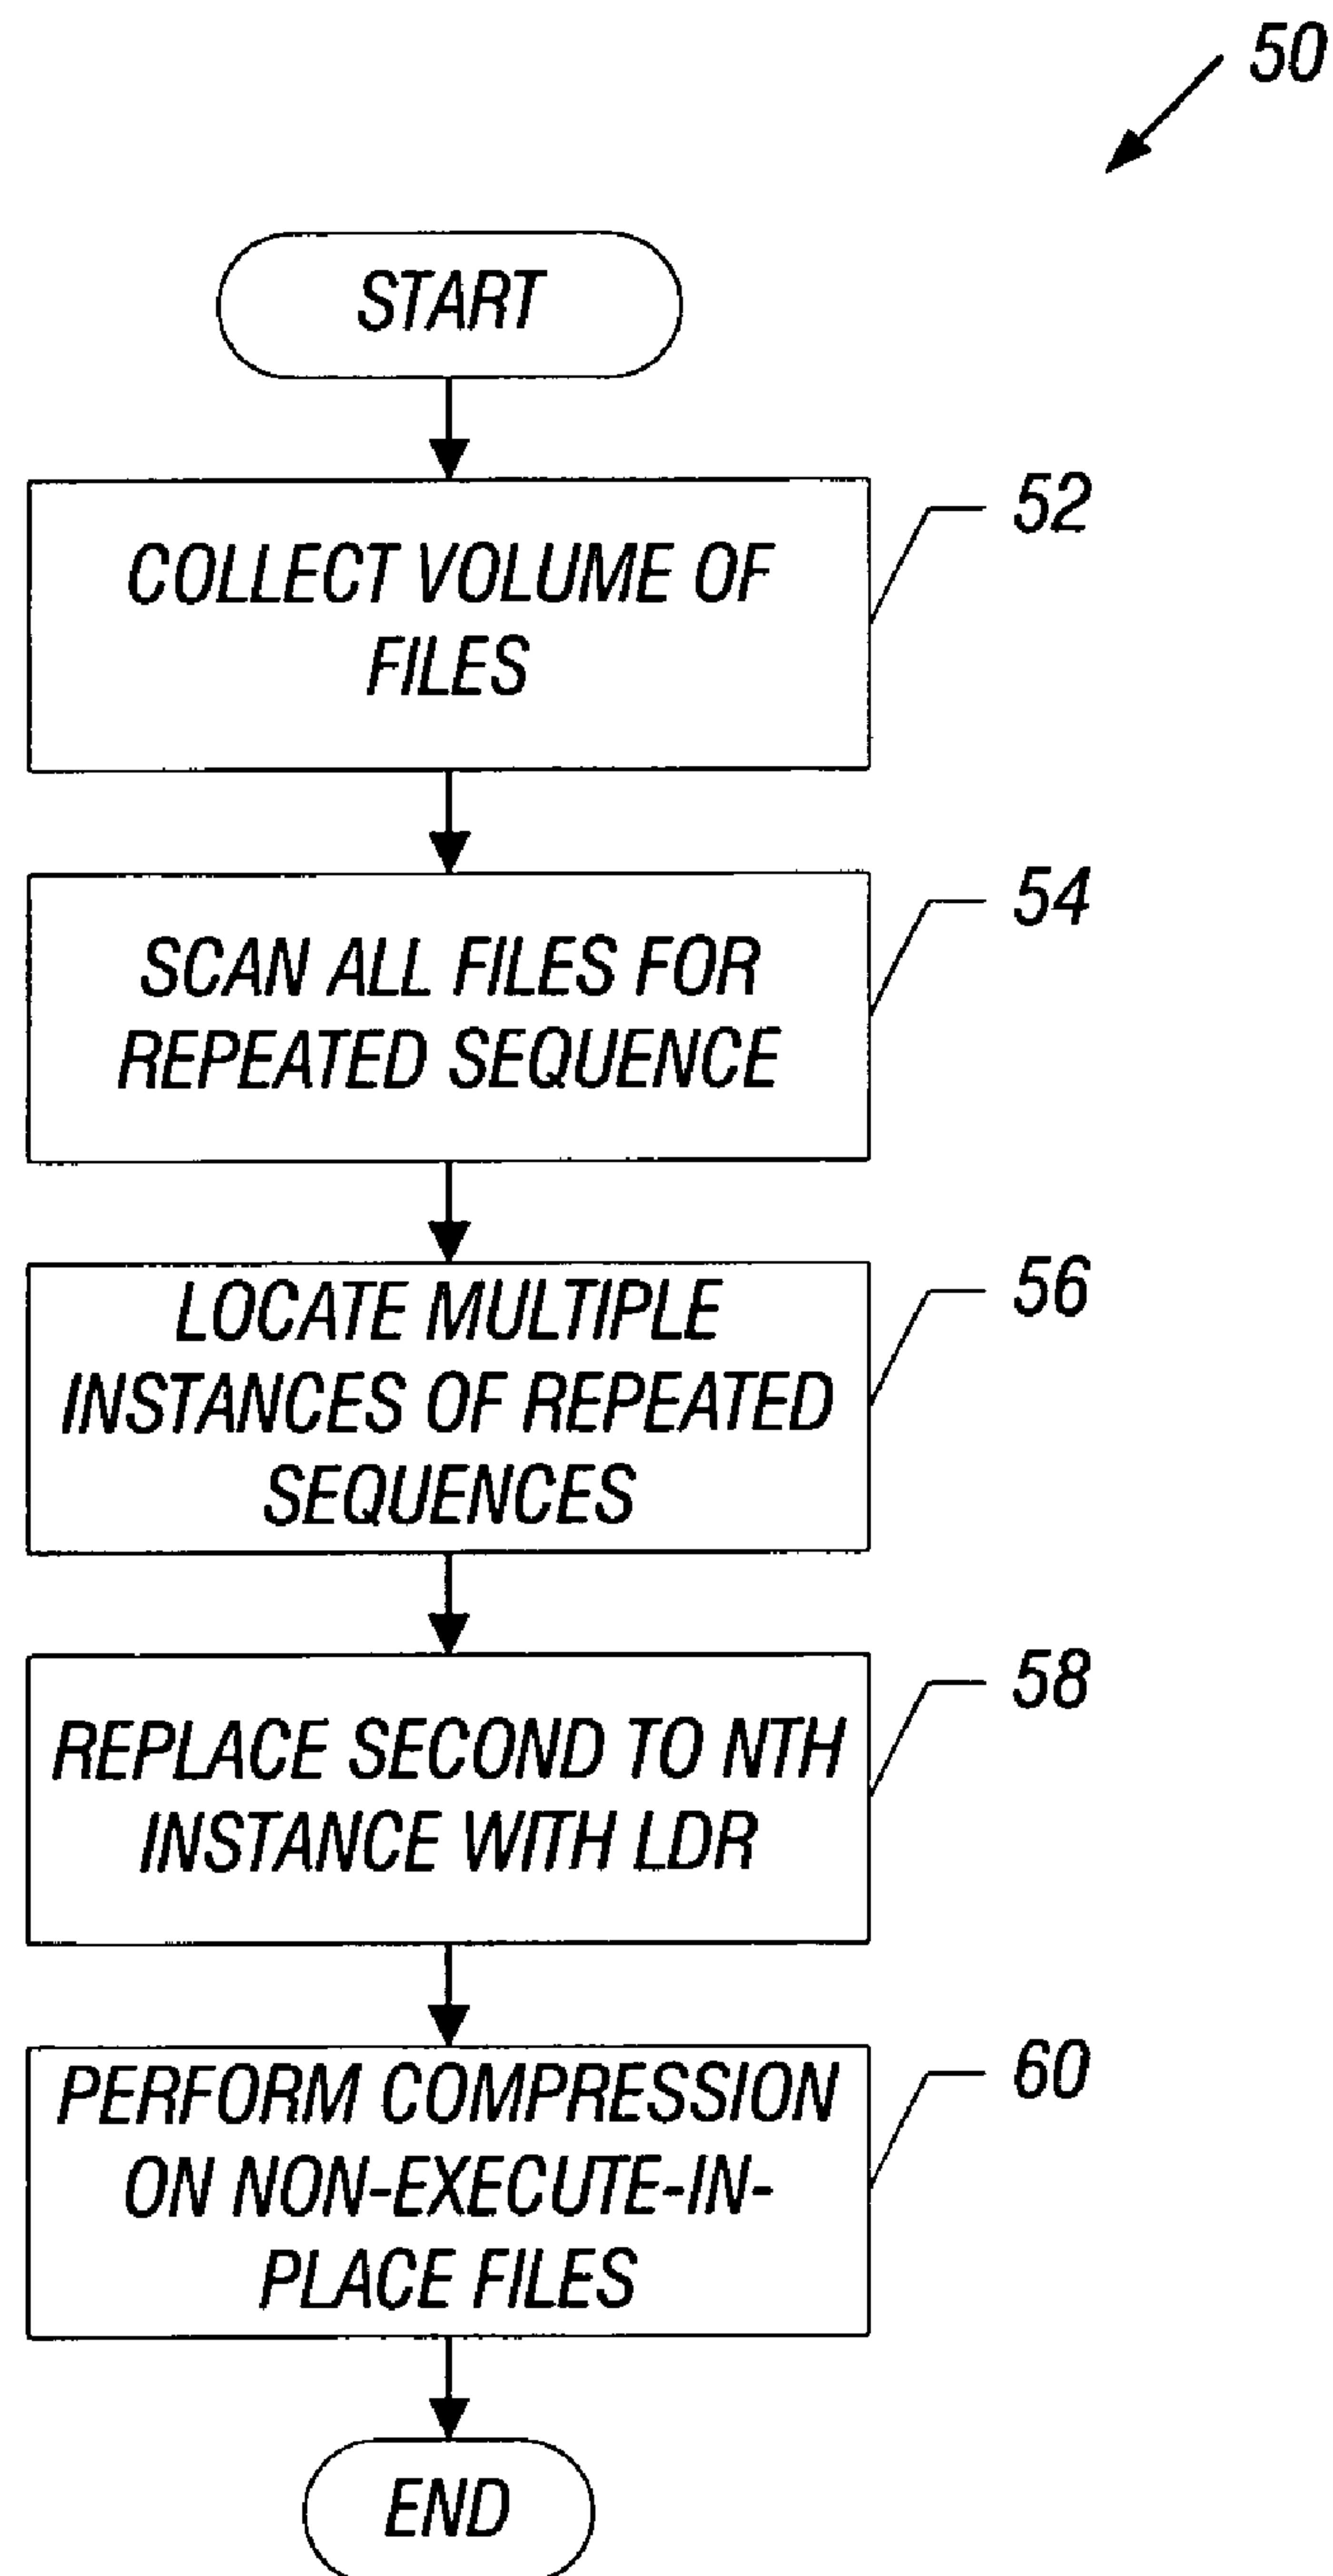 50
START
COLLECT VOLUME OF
FILES
52
SCAN ALL FILES FOR
REPEATED SEQUENCE
54
LOCATE MULTIPLE
INSTANCES OF REPEATED
SEQUENCES
56
REPLACE SECOND TO NTH
INSTANCE WITH LDR
58
PERFORM COMPRESSION
ON NON-EXECUTE-IN-
PLACE FILES
60
END